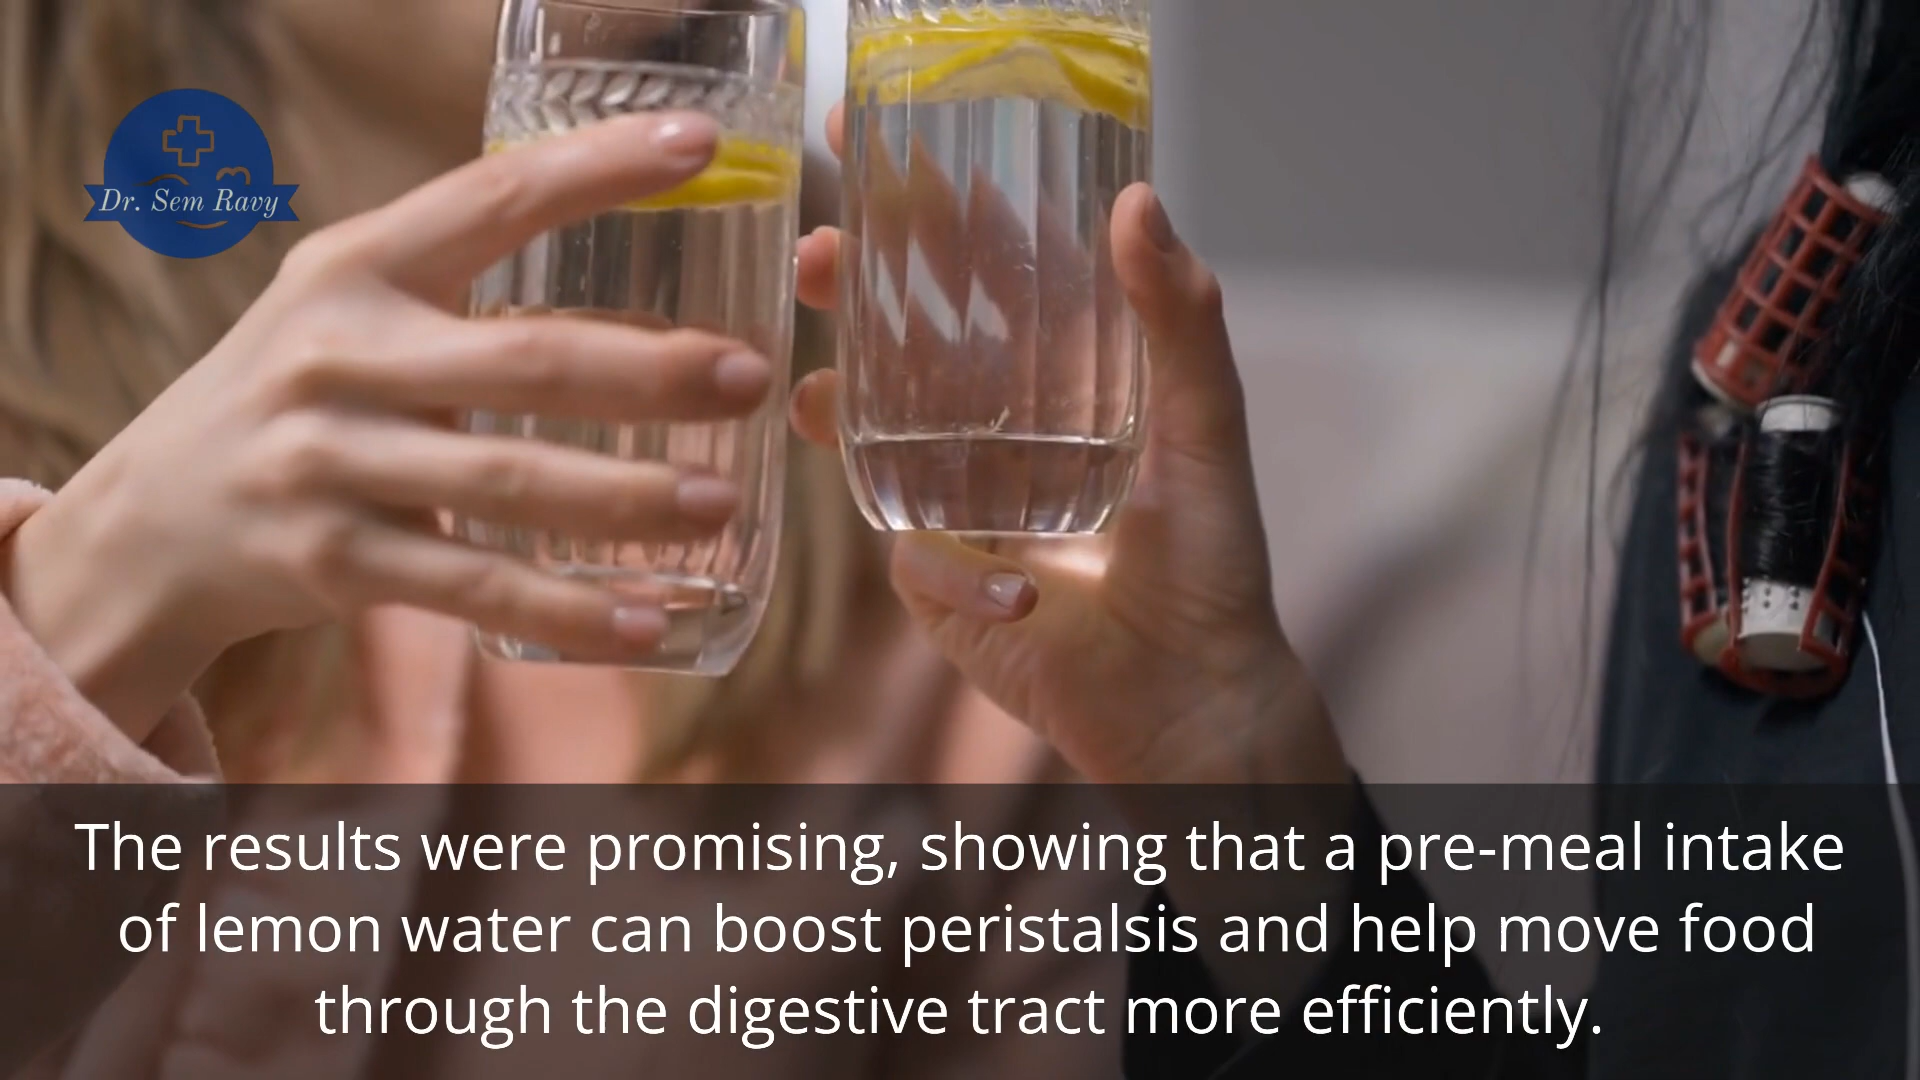 Dr. Sem Ravy
The results were promising, showing that a pre-meal intake
of lemon water can boost peristalsis and help move food
through the digestive tract more efficiently.